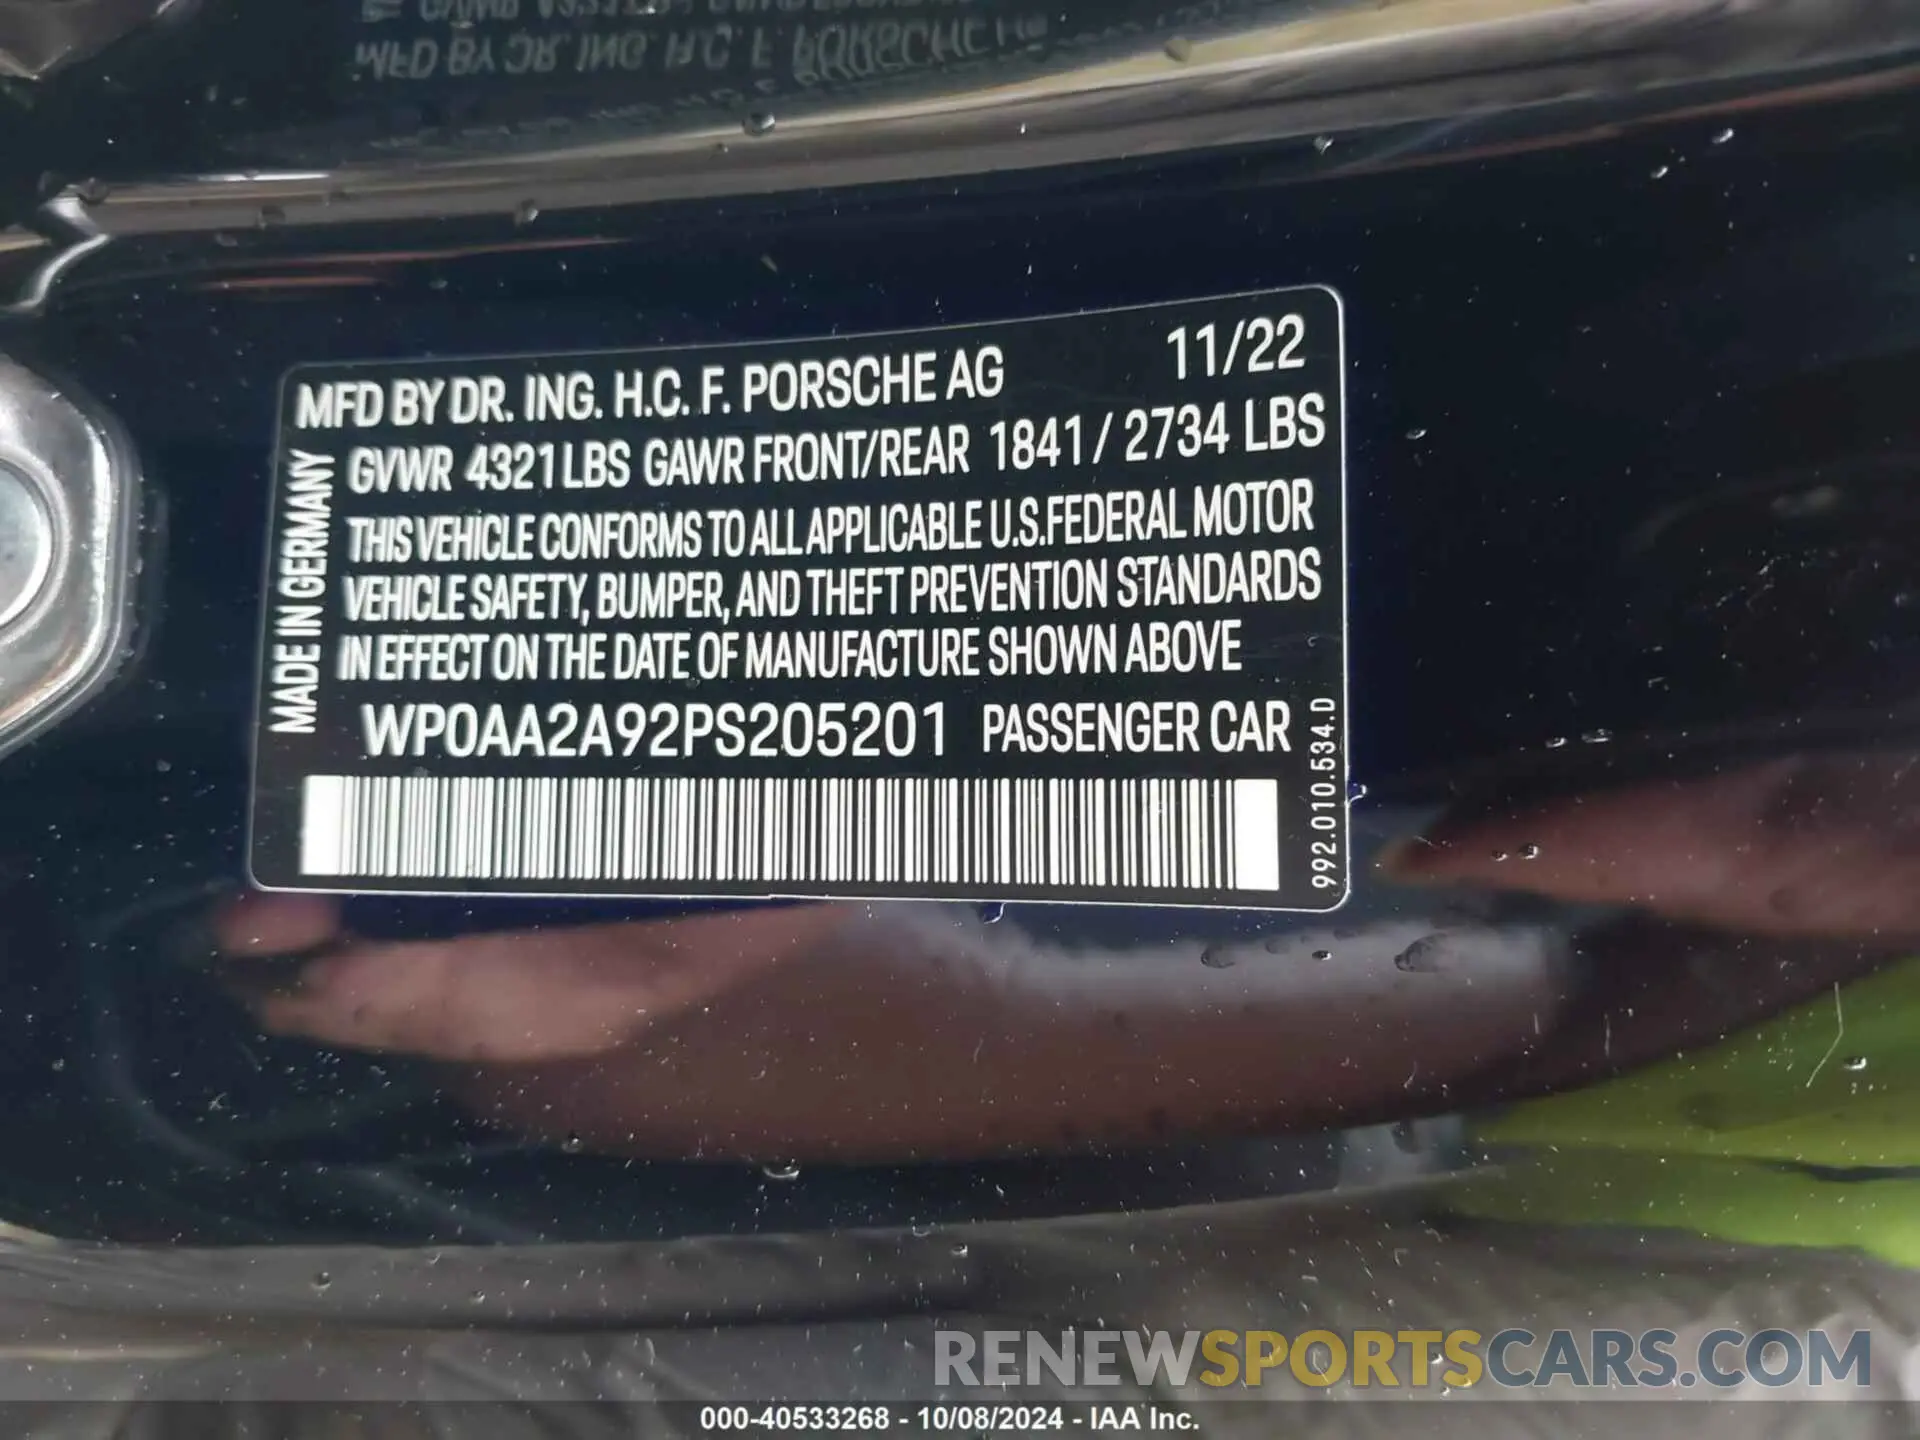 MFD BY DR. ING. H.C. F. PORSCHE AG 11/22
GVWR 4321LBS GAWR FRONT/REAR 1841 / 2734 LBS
THIS VEHICLE CONFORMS TO ALL APPLICABLE U.S.FEDERAL MOTOR
VEHICLE SAFETY, BUMPER, AND THEFT PREVENTION STANDARDS
IN EFFECT ON THE DATE OF MANUFACTURE SHOWN ABOVE
WP0AA2A92PS205201 PASSENGER CAR
MADE IN GERMANY
992.010.534.D
RENEWSPORTSCARS.COM
000-40533268 - 10/08/2024 - IAA Inc.